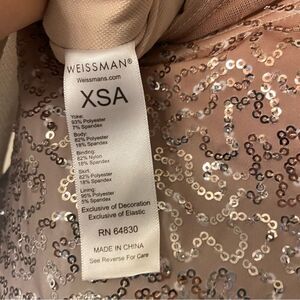 WEISSMAN®
Weissmans.com
XSA
Yoke:
93% Polyester
7% Spandex
Body:
82% Polyester
18% Spandex
Binding:
82% Nylon
18% Spandex
Skirt:
82% Polyester
18% Spandex
Lining:
95% Polyester
5% Spandex
Exclusive of Decoration
Exclusive of Elastic
RN 64830
MADE IN CHINA
See Reverse For Care